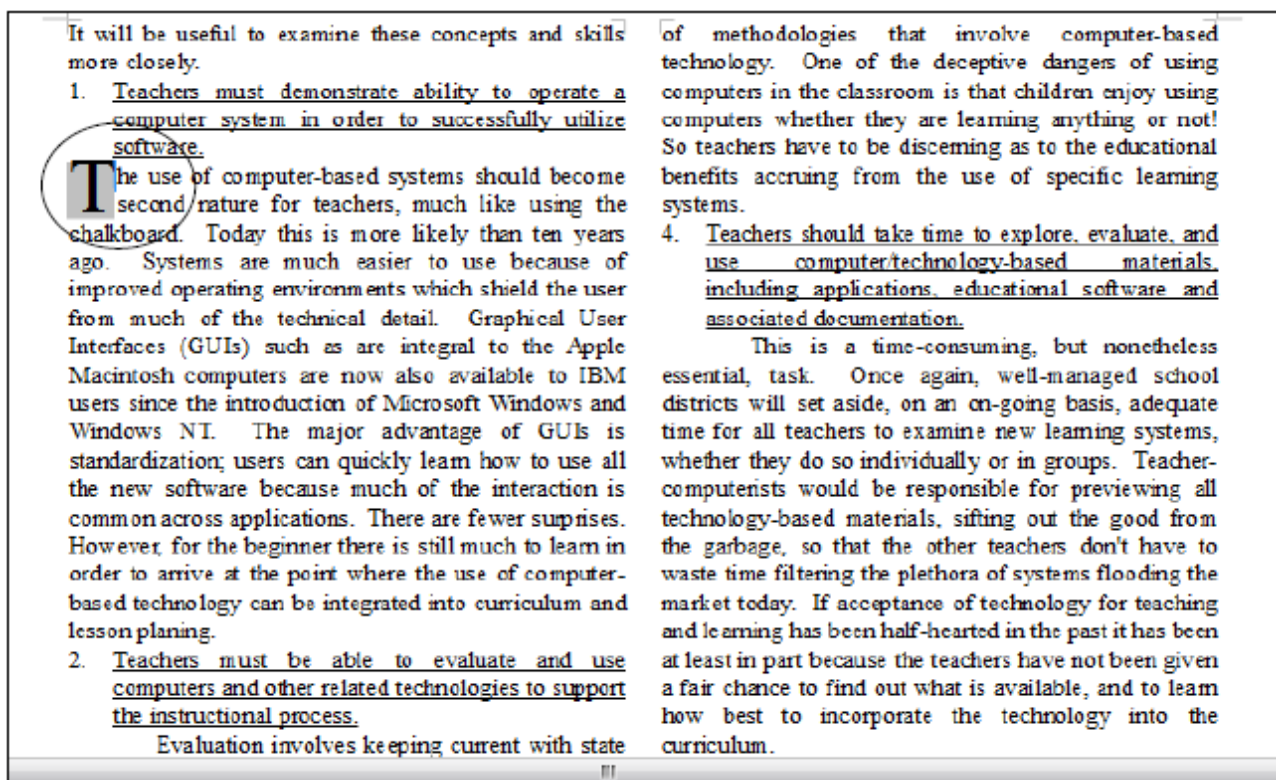 It will be useful to examine these concepts and skills
more closely.
1. Teachers must demonstrate ability to operate a
computer system in order to successfully utilize
software.
The use of computer-based systems should become
second nature for teachers, much like using the
chalkboard. Today this is more likely than ten years
ago. Systems are much easier to use because of
improved operating environments which shield the user
from much of the technical detail. Graphical User
Interfaces (GUIs) such as are integral to the Apple
Macintosh computers are now also available to IBM
users since the introduction of Microsoft Windows and
Windows NT. The major advantage of GUIs is
standardization; users can quickly learn how to use all
the new software because much of the interaction is
common across applications. There are fewer surprises.
However, for the beginner there is still much to learn in
order to arrive at the point where the use of computer-
based technology can be integrated into curriculum and
lesson planing.
2. Teachers must be able to evaluate and use
computers and other related technologies to support
the instructional process.
Evaluation involves keeping current with state
of methodologies that involve computer-based
technology. One of the deceptive dangers of using
computers in the classroom is that children enjoy using
computers whether they are learning anything or not!
So teachers have to be discerning as to the educational
benefits accruing from the use of specific learning
systems.
4. Teachers should take time to explore, evaluate, and
use computer/technology-based materials,
including applications, educational software and
associated documentation.
This is a time-consuming, but nonetheless
essential, task. Once again, well-managed school
districts will set aside, on an on-going basis, adequate
time for all teachers to examine new learning systems,
whether they do so individually or in groups. Teacher-
computerists would be responsible for previewing all
technology-based materials, sifting out the good from
the garbage, so that the other teachers don't have to
waste time filtering the plethora of systems flooding the
market today. If acceptance of technology for teaching
and learning has been half-hearted in the past it has been
at least in part because the teachers have not been given
a fair chance to find out what is available, and to learn
how best to incorporate the technology into the
curriculum.